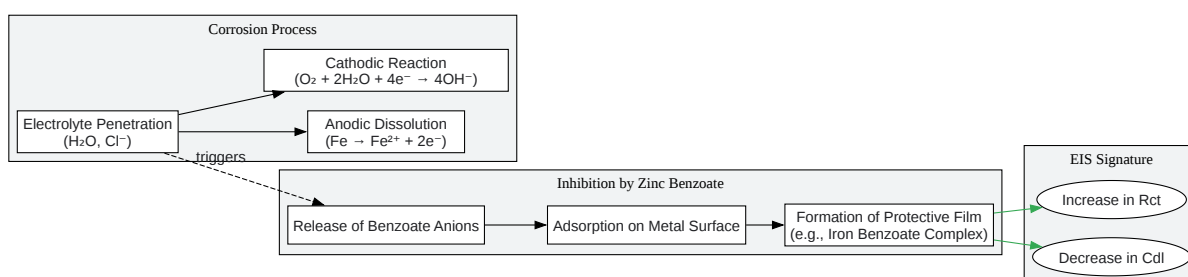 Corrosion Process
Cathodic Reaction
(O₂ + 2H₂O + 4e⁻ → 4OH⁻)
Electrolyte Penetration
(H₂O, Cl⁻)
Anodic Dissolution
(Fe → Fe²⁺ + 2e⁻)
triggers
Inhibition by Zinc Benzoate
Release of Benzoate Anions
Adsorption on Metal Surface
Formation of Protective Film
(e.g., Iron Benzoate Complex)
EIS Signature
Increase in Rct
Decrease in Cdl